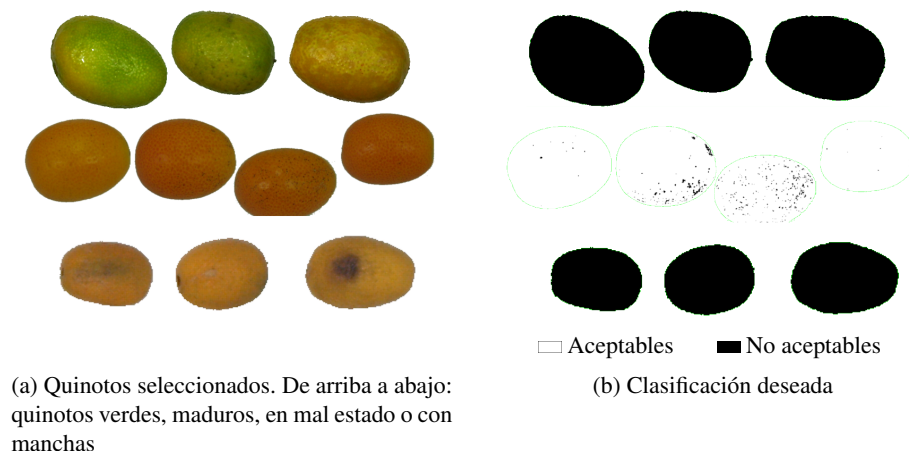 Aceptables No aceptables
(a) Quinotos seleccionados. De arriba a abajo:
quinotos verdes, maduros, en mal estado o con
manchas
(b) Clasificación deseada